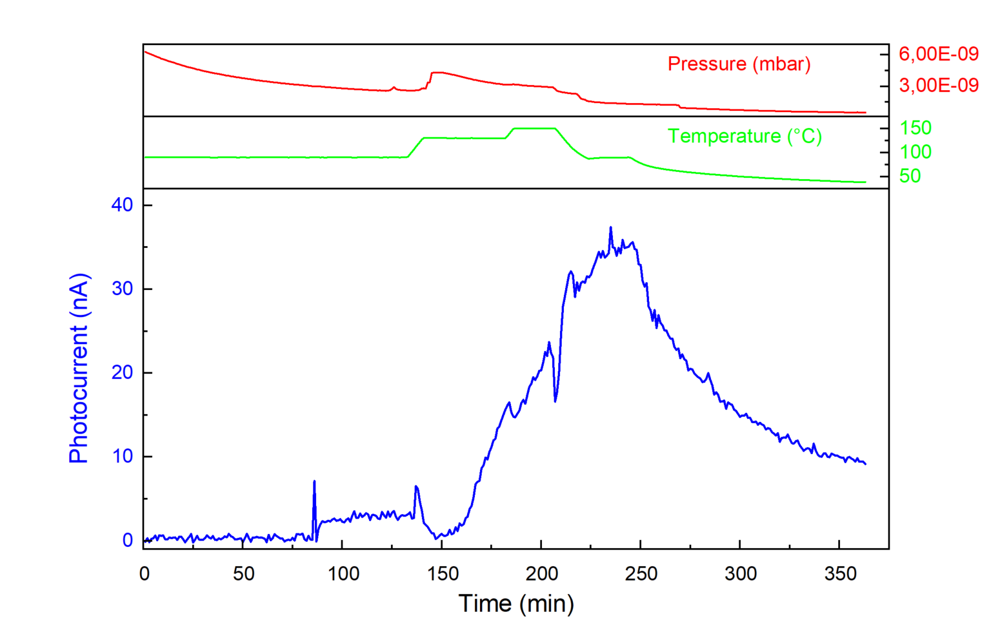 Pressure (mbar)
6,00E-09
3,00E-09
Temperature (°C)
150
100
50
Photocurrent (nA)
40
30
20
10
0
0 50 100 150 200 250 300 350
Time (min)